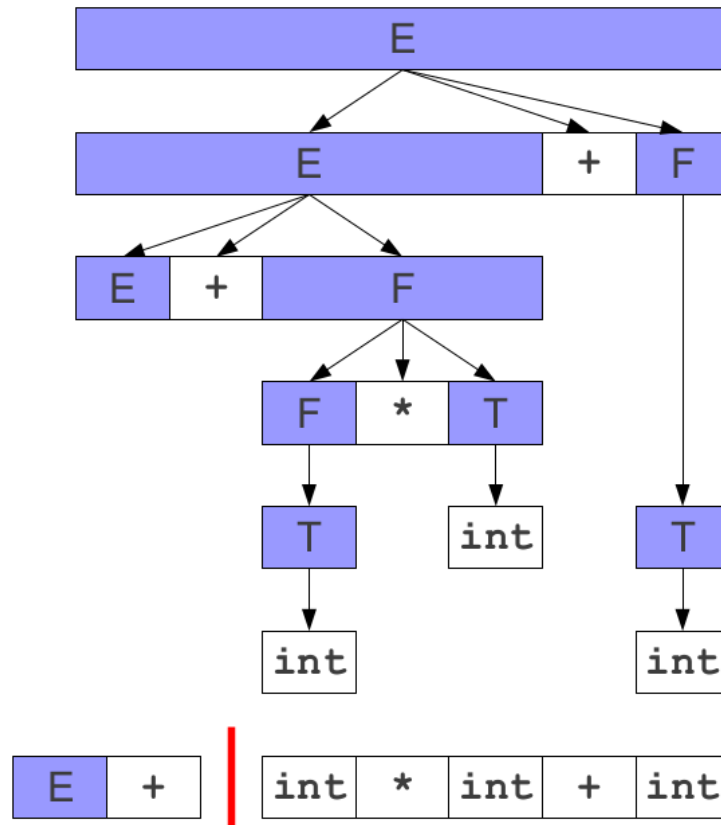 E
E + F
E + F
F * T
T int T
int int
E + int * int + int